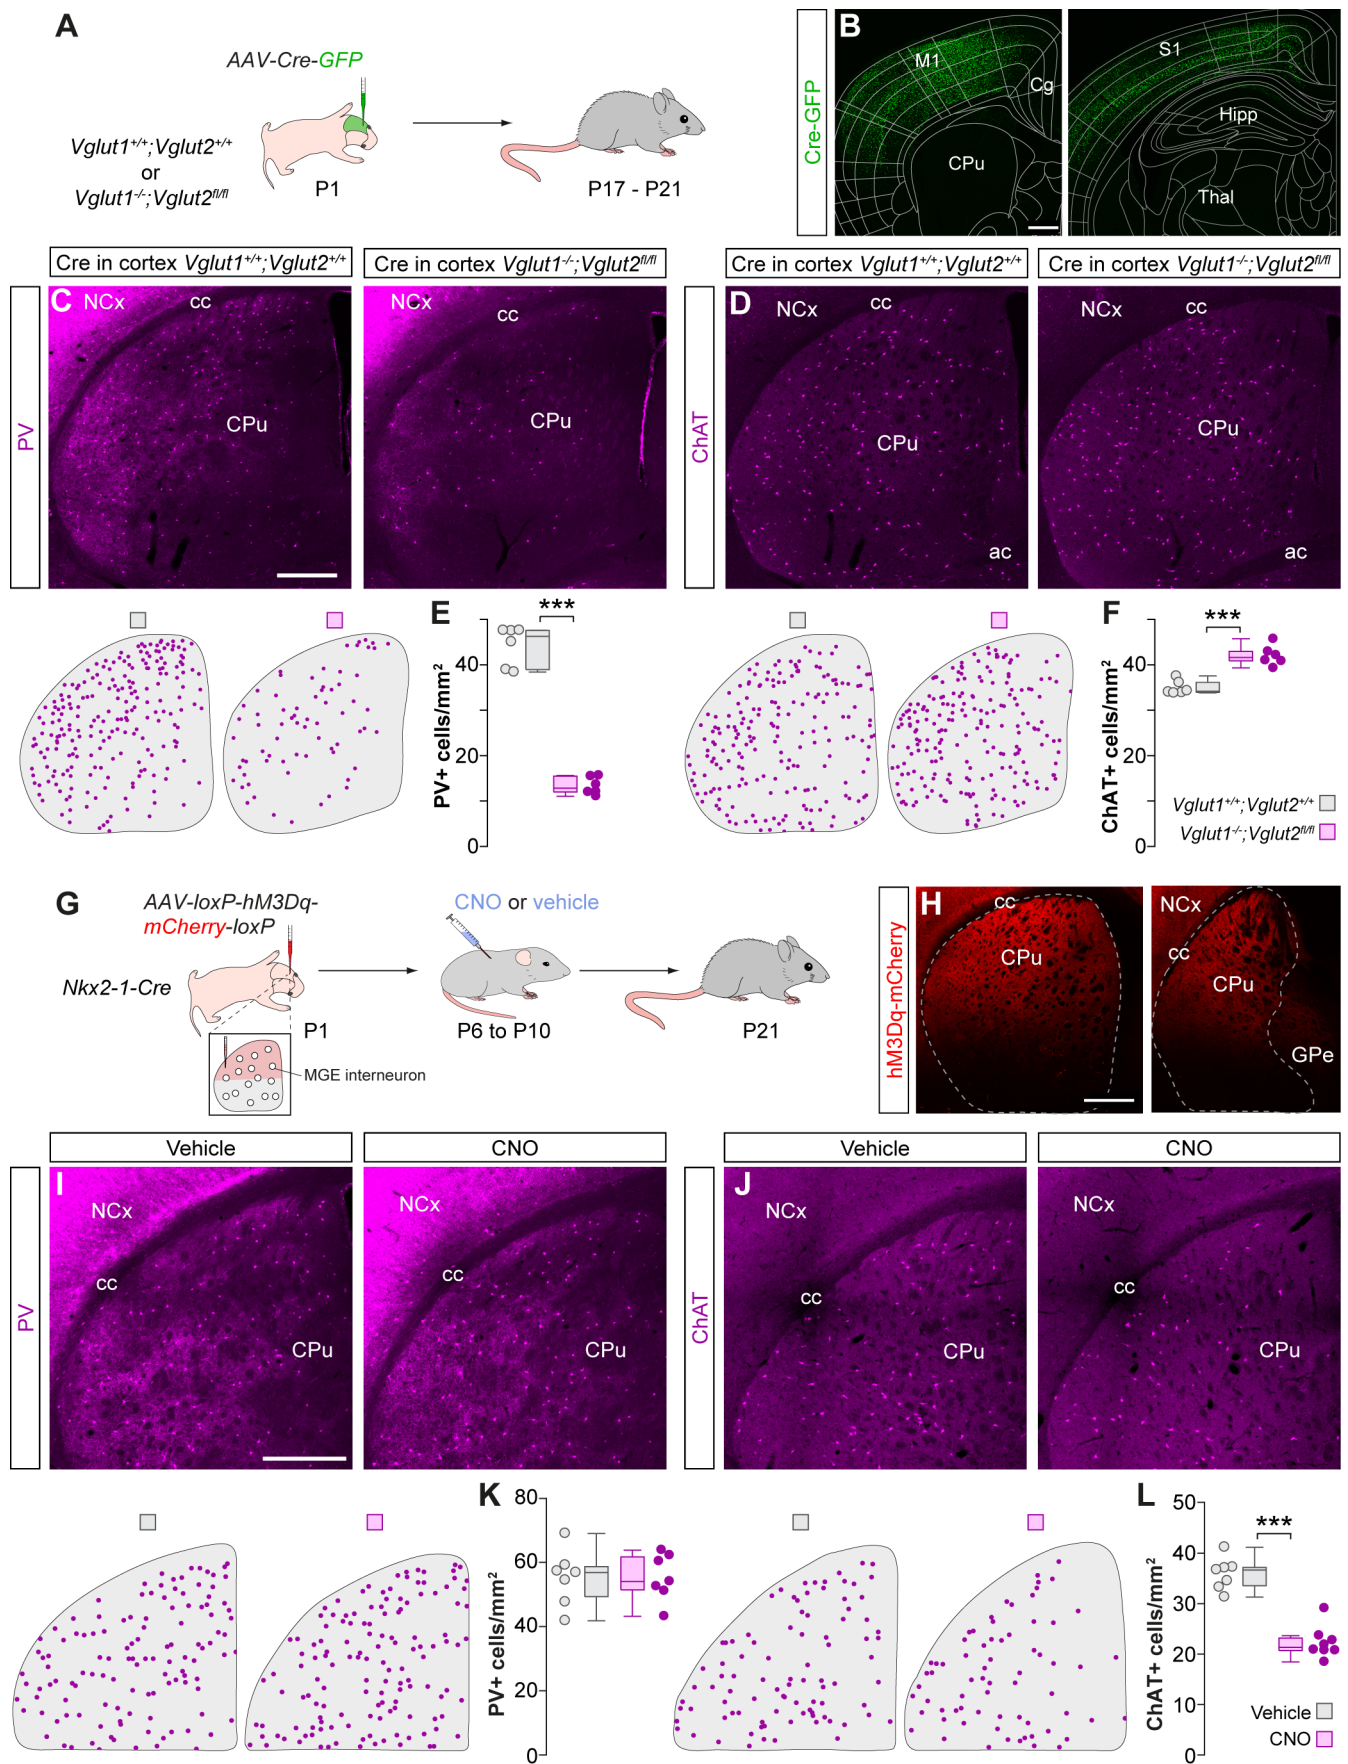 A
AAV-Cre-GFP
Vglut1+/+;Vglut2+/+
or
Vglut1-/-;Vglut2fl/fl
P1
P17 - P21
B
Cre-GFP
M1
Cg
CPu
S1
Hipp
Thal
Cre in cortex Vglut1+/+;Vglut2+/+
Cre in cortex Vglut1-/-;Vglut2fl/fl
Cre in cortex Vglut1+/+;Vglut2+/+
Cre in cortex Vglut1-/-;Vglut2fl/fl
PV
C
NCx
cc
CPu
NCx
cc
CPu
ChAT
D
NCx
cc
CPu
ac
NCx
cc
CPu
ac
E
***
PV+ cells/mm2
40
20
0
F
***
ChAT+ cells/mm2
40
20
0
Vglut1+/+;Vglut2+/+
Vglut1-/-;Vglut2fl/fl
G
AAV-loxP-hM3Dq-
mCherry-loxP
Nkx2-1-Cre
P1
MGE interneuron
CNO or vehicle
P6 to P10
P21
H
hM3Dq-mCherry
cc
CPu
NCx
cc
CPu
GPe
Vehicle
CNO
Vehicle
CNO
PV
I
NCx
cc
CPu
NCx
cc
CPu
ChAT
J
NCx
cc
CPu
NCx
cc
CPu
K
PV+ cells/mm2
80
60
40
20
0
L
***
ChAT+ cells/mm2
50
40
30
20
10
0
Vehicle
CNO